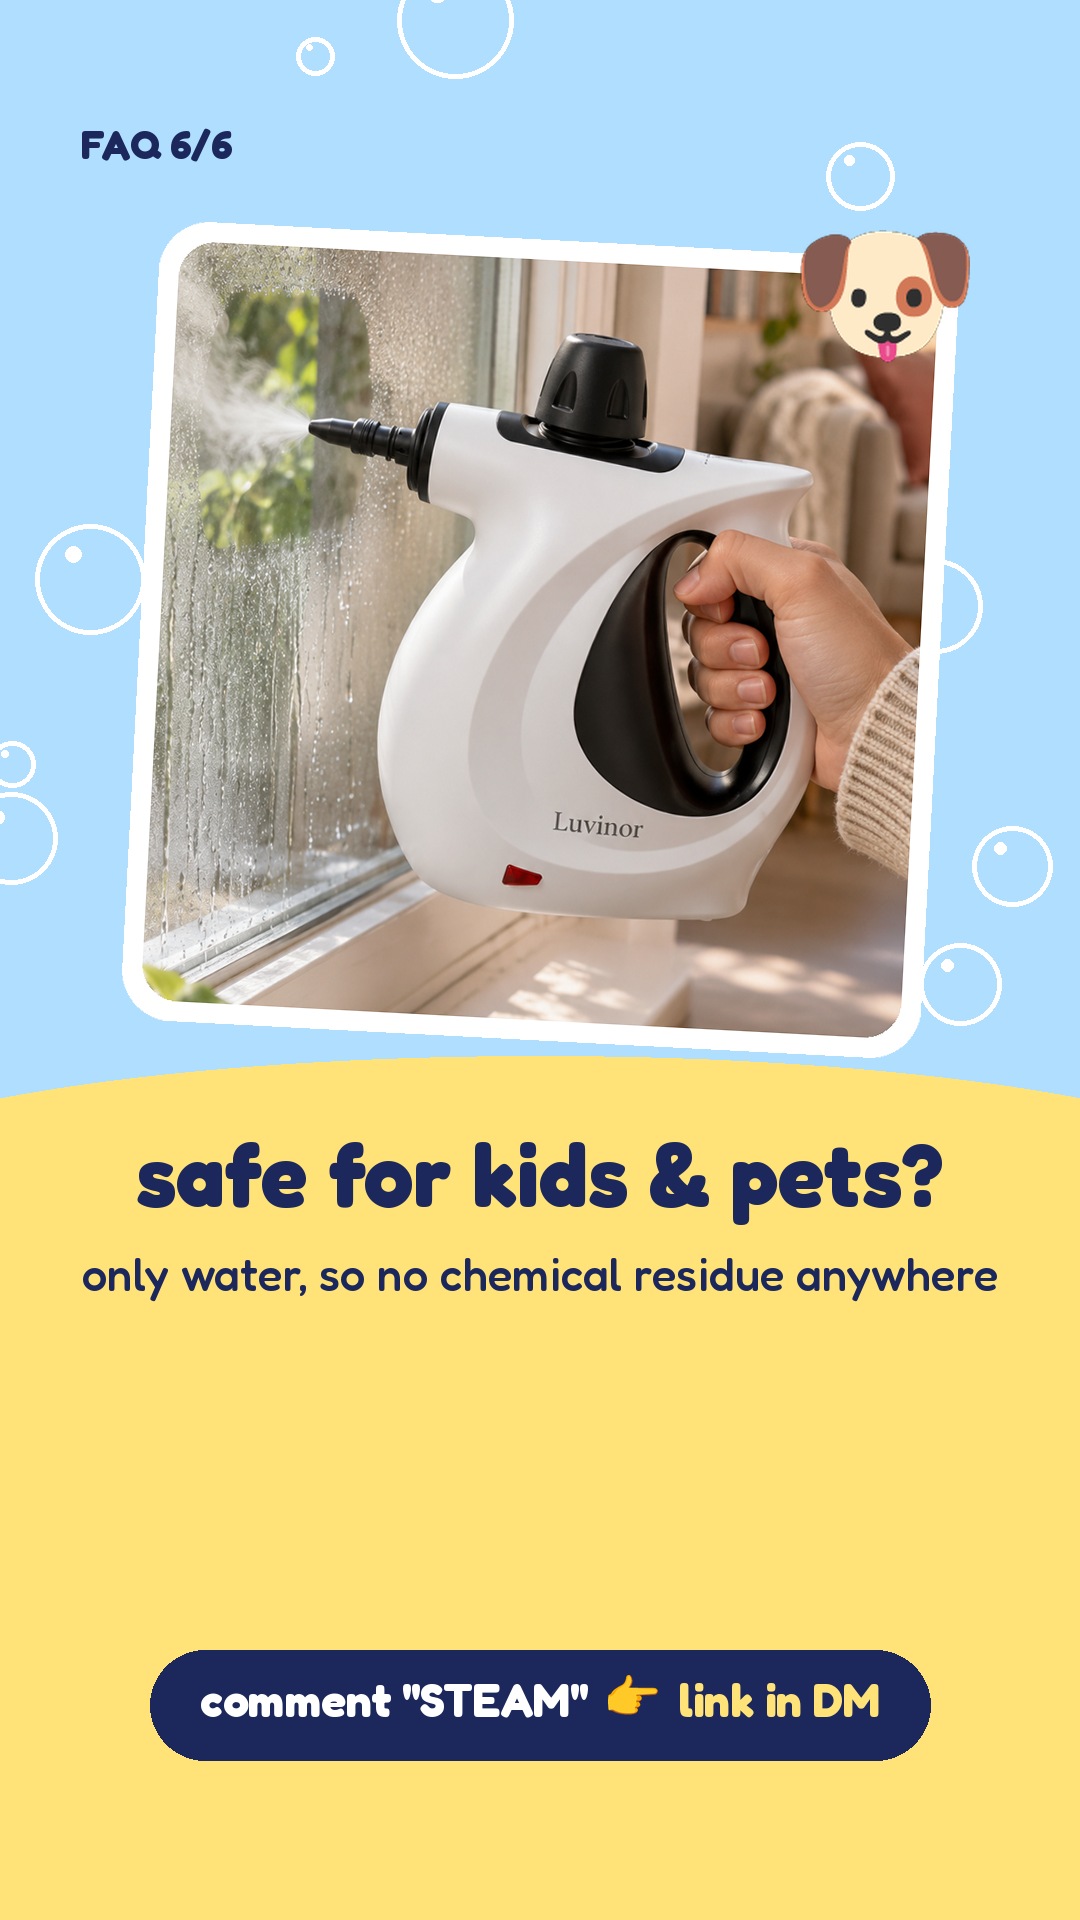 FAQ 6/6
Luvinor
safe for kids & pets?
only water, so no chemical residue anywhere
comment "STEAM" 👉 link in DM